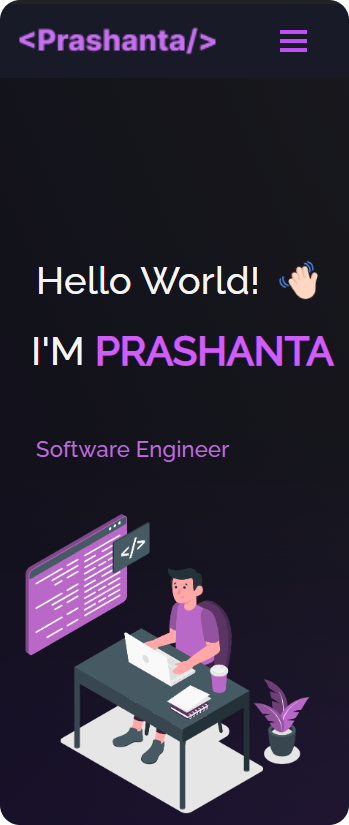 <Prashanta/>
Hello World! 👋🏻
I'M PRASHANTA
Software Engineer
</>